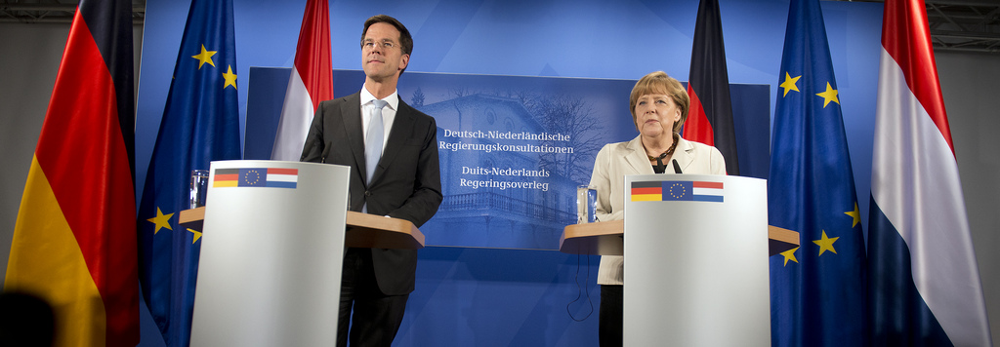 Deutsch-Niederländische
Regierungskonsultationen
Duits-Nederlands
Regeringsoverleg